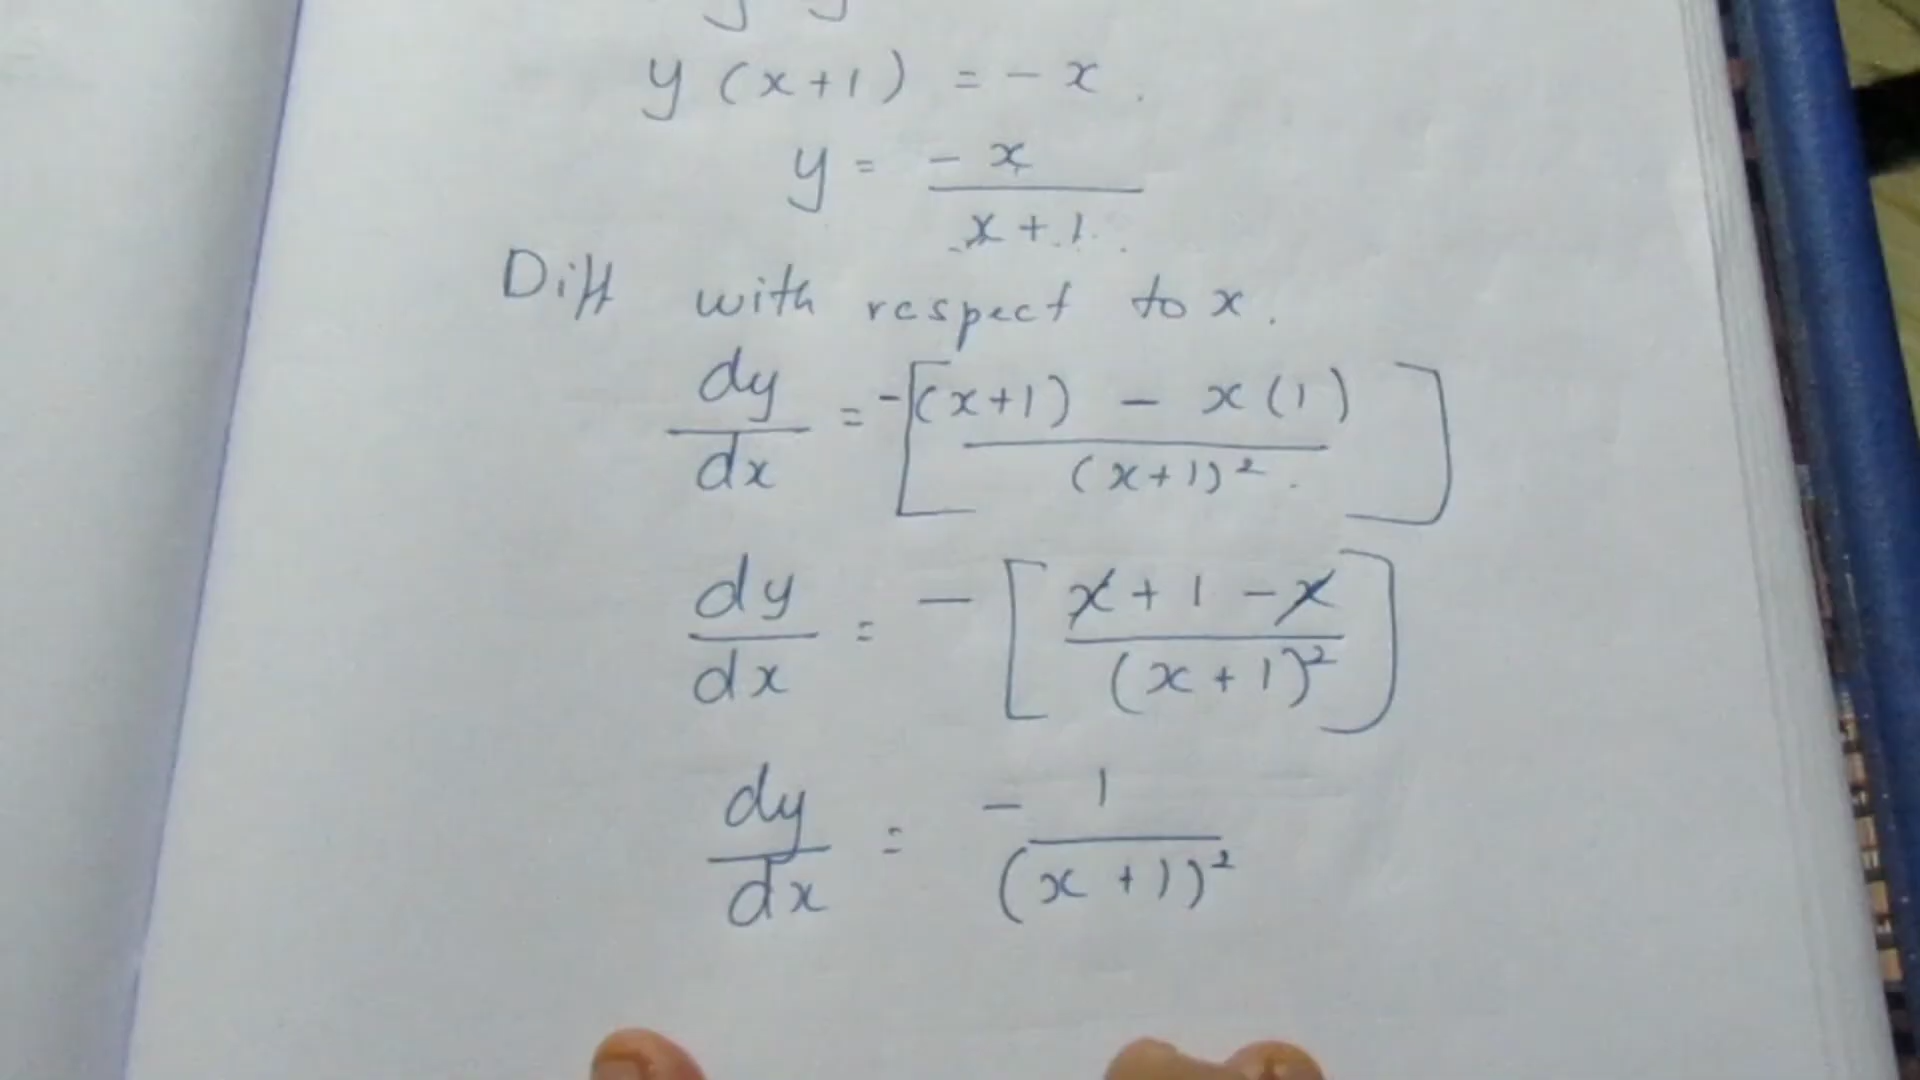 y (x+1) = - x.
y = - x / x + 1
Diff with respect to x.
dy/dx = - [ (x+1) - x(1) / (x+1)² ]
dy/dx = - [ x + 1 - x / (x + 1)² ]
dy/dx = - 1 / (x + 1)²